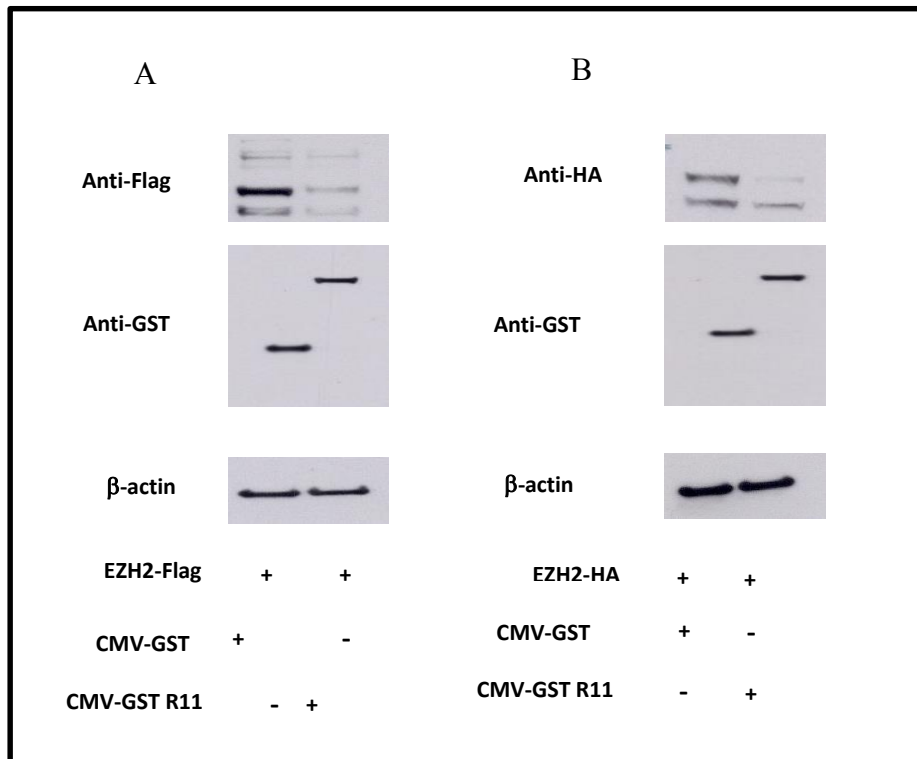 A
Anti-Flag
Anti-GST
β-actin
EZH2-Flag + +
CMV-GST + -
CMV-GST R11 - +
B
Anti-HA
Anti-GST
β-actin
EZH2-HA + +
CMV-GST + -
CMV-GST R11 - +